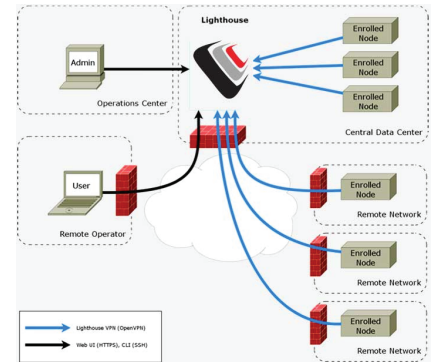 Lighthouse
Enrolled
Node
Admin
Enrolled
Node
Operations Center
Enrolled
Node
Central Data Center
User
Enrolled
Node
Remote Operator
Remote Network
Enrolled
Node
Remote Network
Enrolled
Node
Remote Network
Lighthouse VPN (OpenVPN)
Web UI (HTTPS), CLI (SSH)